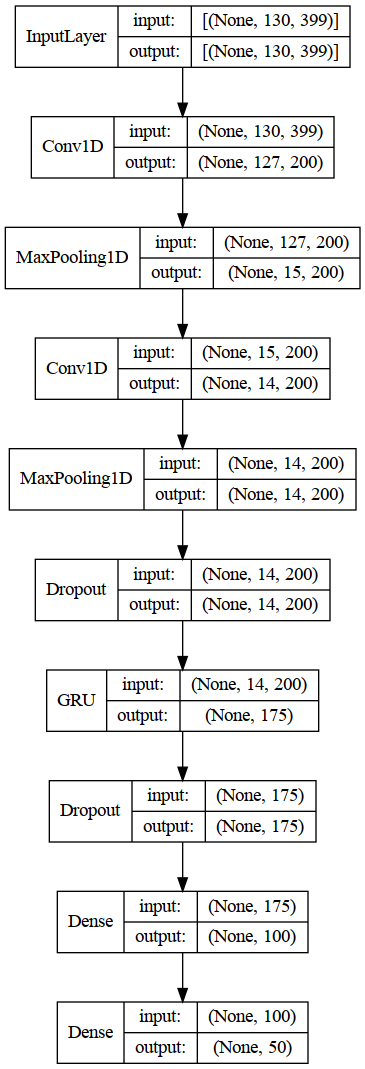 InputLayer
input: [(None, 130, 399)]
output: [(None, 130, 399)]
Conv1D
input: (None, 130, 399)
output: (None, 127, 200)
MaxPooling1D
input: (None, 127, 200)
output: (None, 15, 200)
Conv1D
input: (None, 15, 200)
output: (None, 14, 200)
MaxPooling1D
input: (None, 14, 200)
output: (None, 14, 200)
Dropout
input: (None, 14, 200)
output: (None, 14, 200)
GRU
input: (None, 14, 200)
output: (None, 175)
Dropout
input: (None, 175)
output: (None, 175)
Dense
input: (None, 175)
output: (None, 100)
Dense
input: (None, 100)
output: (None, 50)